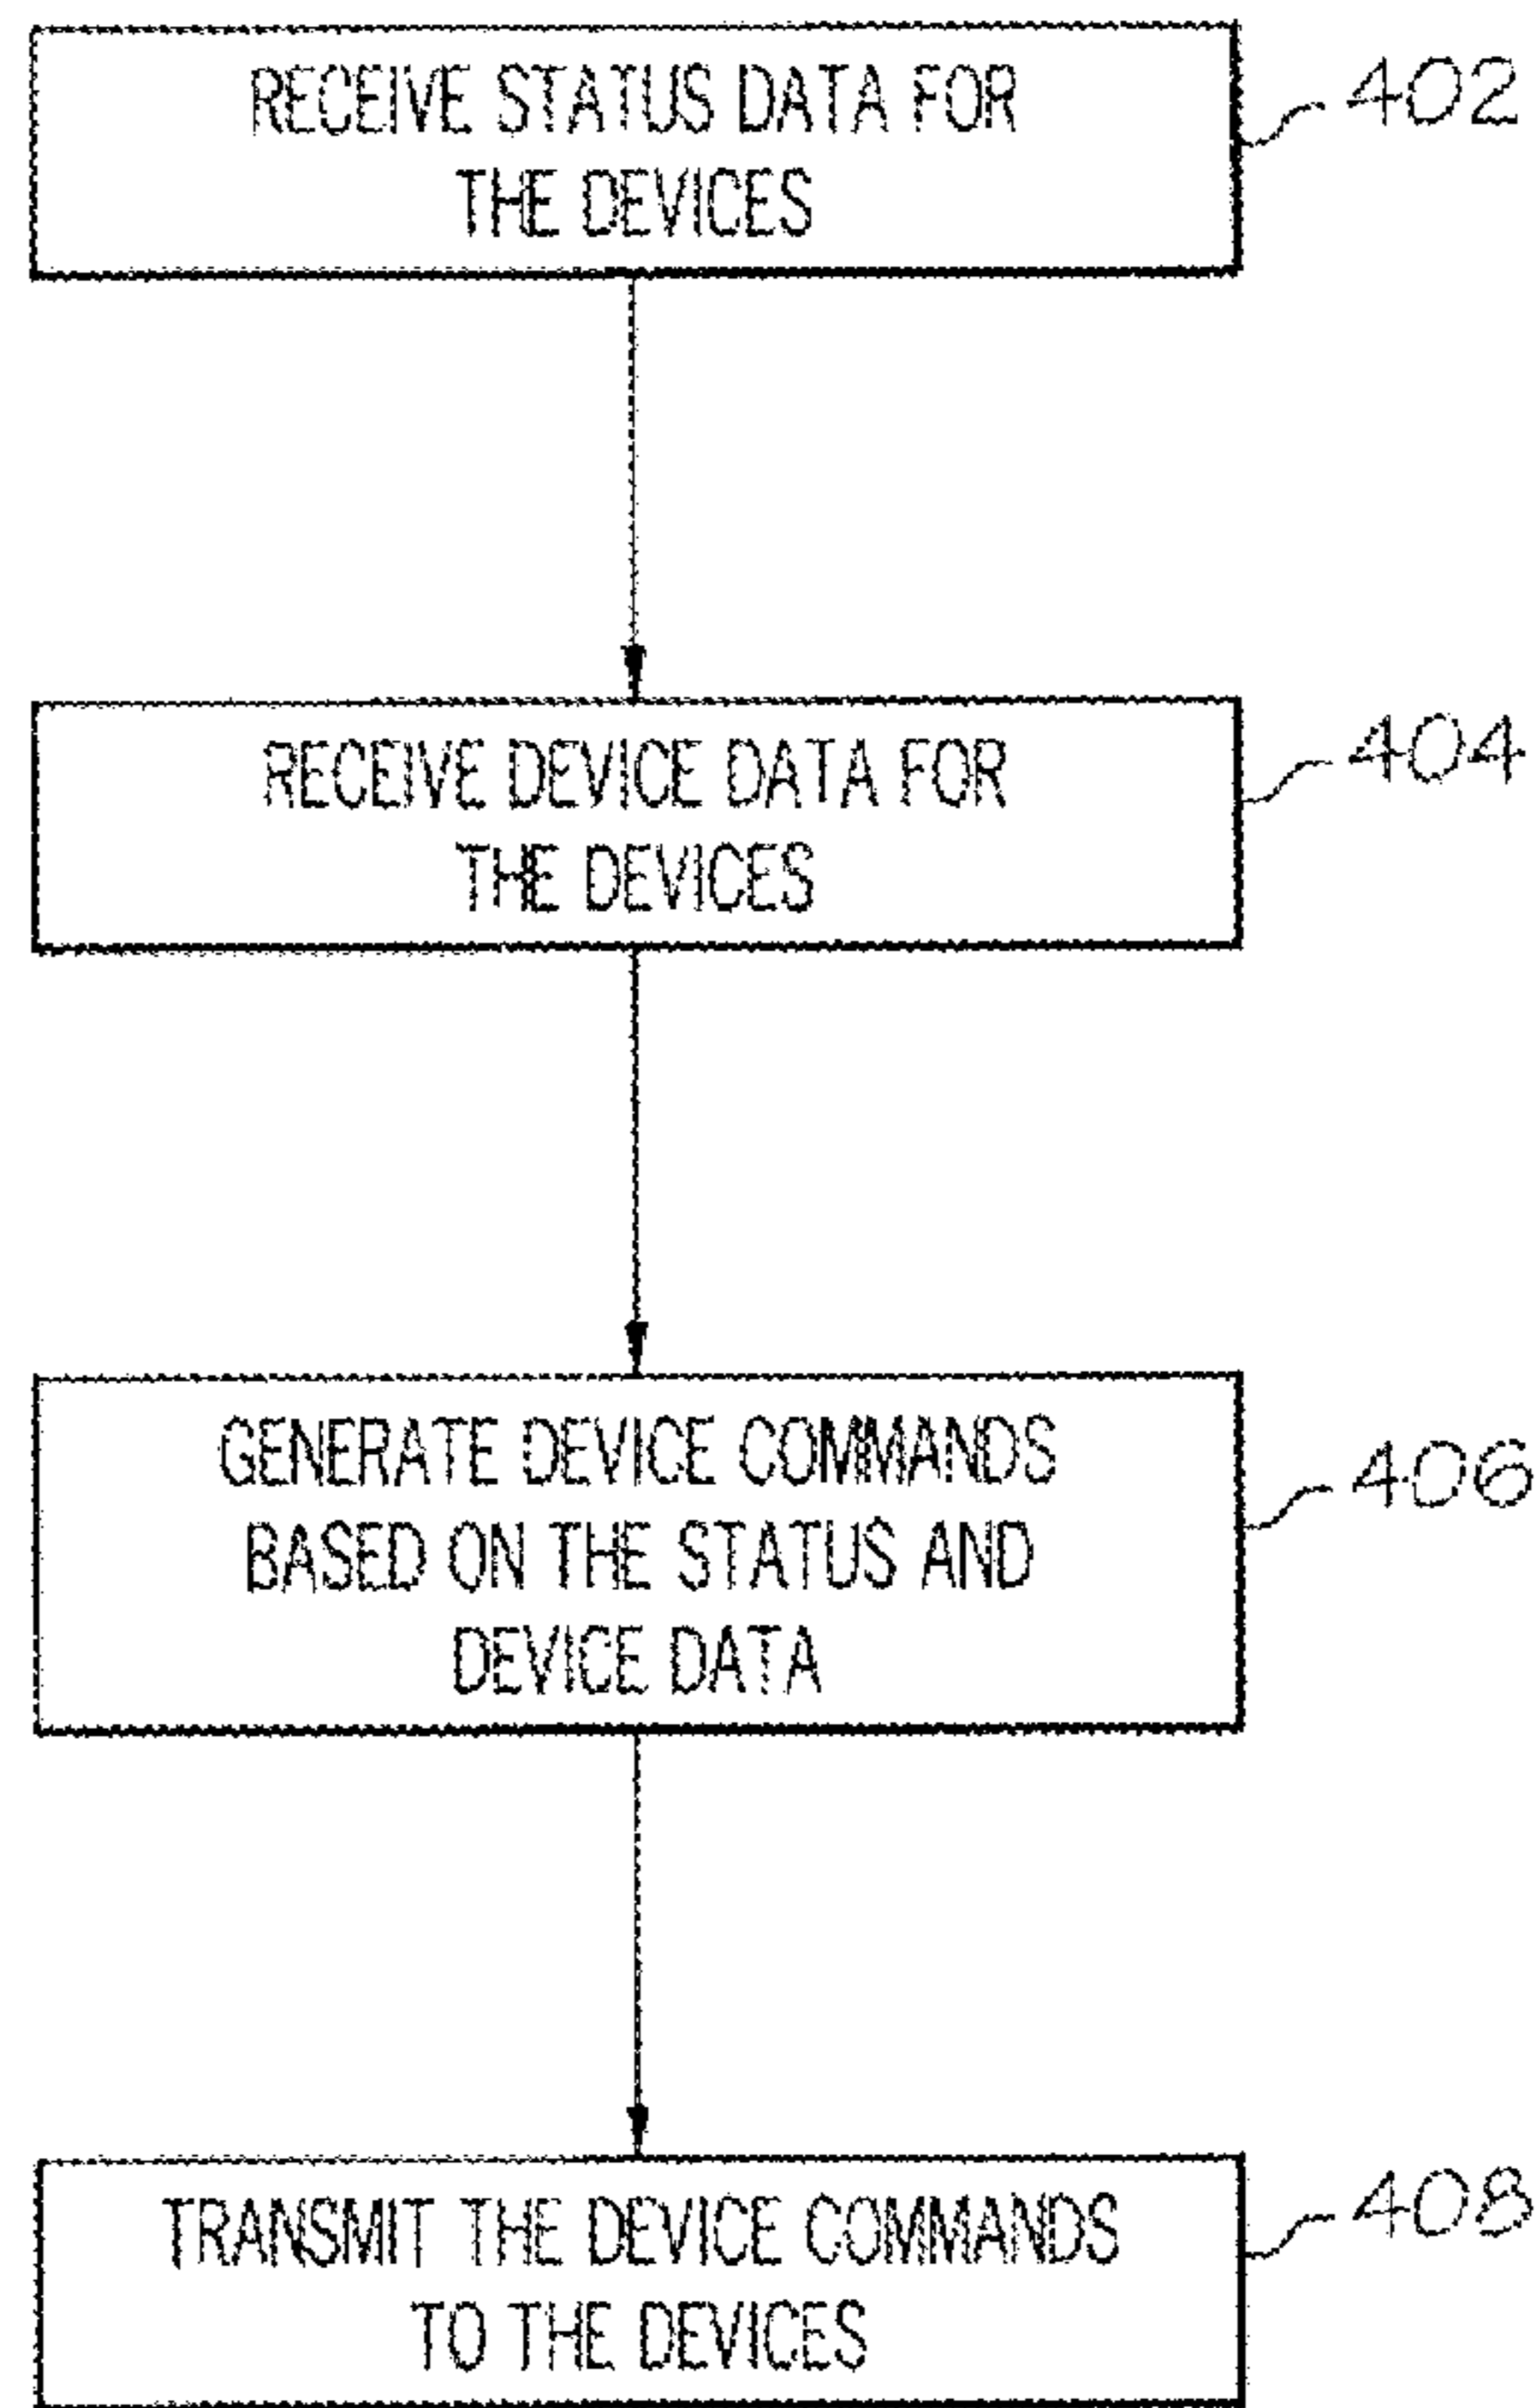 RECEIVE STATUS DATA FOR
THE DEVICES
402
RECEIVE DEVICE DATA FOR
THE DEVICES
404
GENERATE DEVICE COMMANDS
BASED ON THE STATUS AND
DEVICE DATA
406
TRANSMIT THE DEVICE COMMANDS
TO THE DEVICES
408